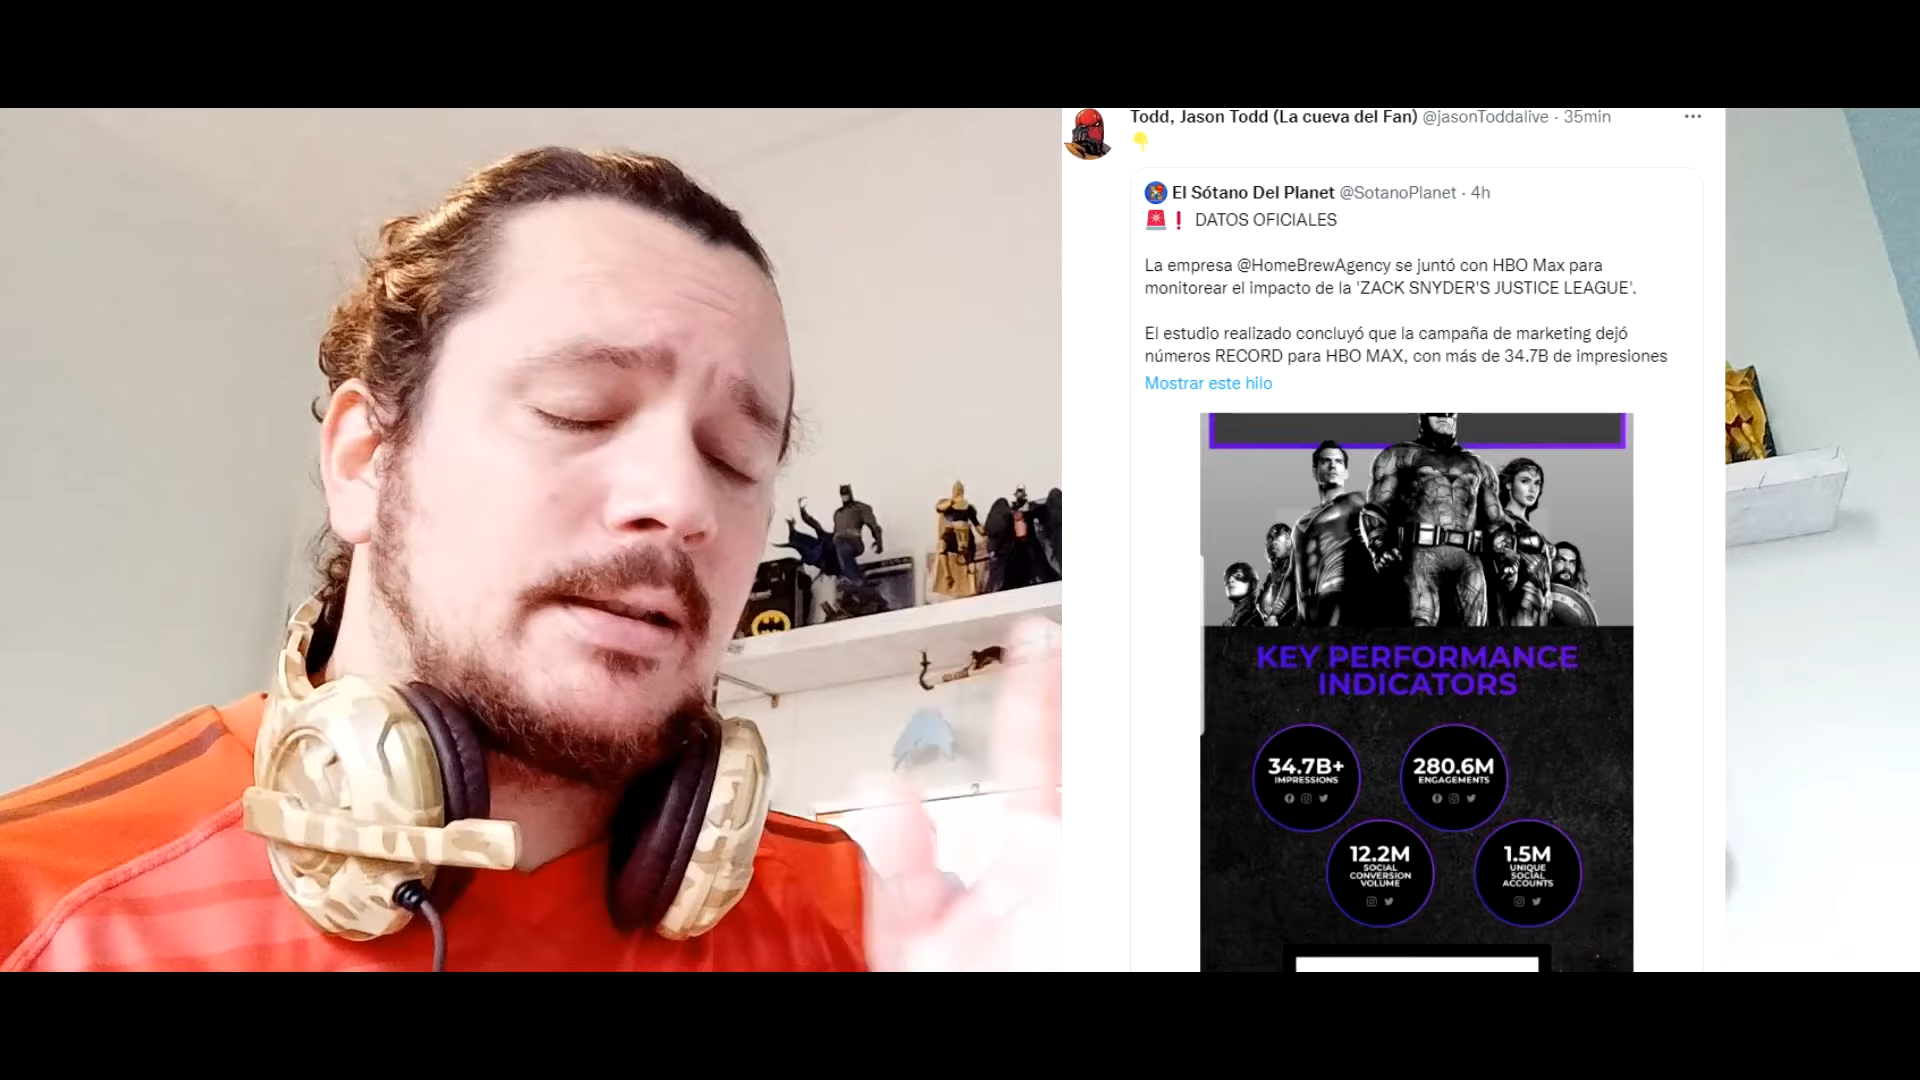 Todd, Jason Todd (La cueva del Fan) @jasonToddalive · 35min
El Sótano Del Planet @SotanoPlanet · 4h
DATOS OFICIALES
La empresa @HomeBrewAgency se juntó con HBO Max para
monitorear el impacto de la 'ZACK SNYDER'S JUSTICE LEAGUE'.
El estudio realizado concluyó que la campaña de marketing dejó
números RECORD para HBO MAX, con más de 34.7B de impresiones
Mostrar este hilo
KEY PERFORMANCE
INDICATORS
34.7B+
IMPRESSIONS
280.6M
ENGAGEMENTS
12.2M
SOCIAL
CONVERSION
VOLUME
1.5M
UNIQUE
SOCIAL
ACCOUNTS